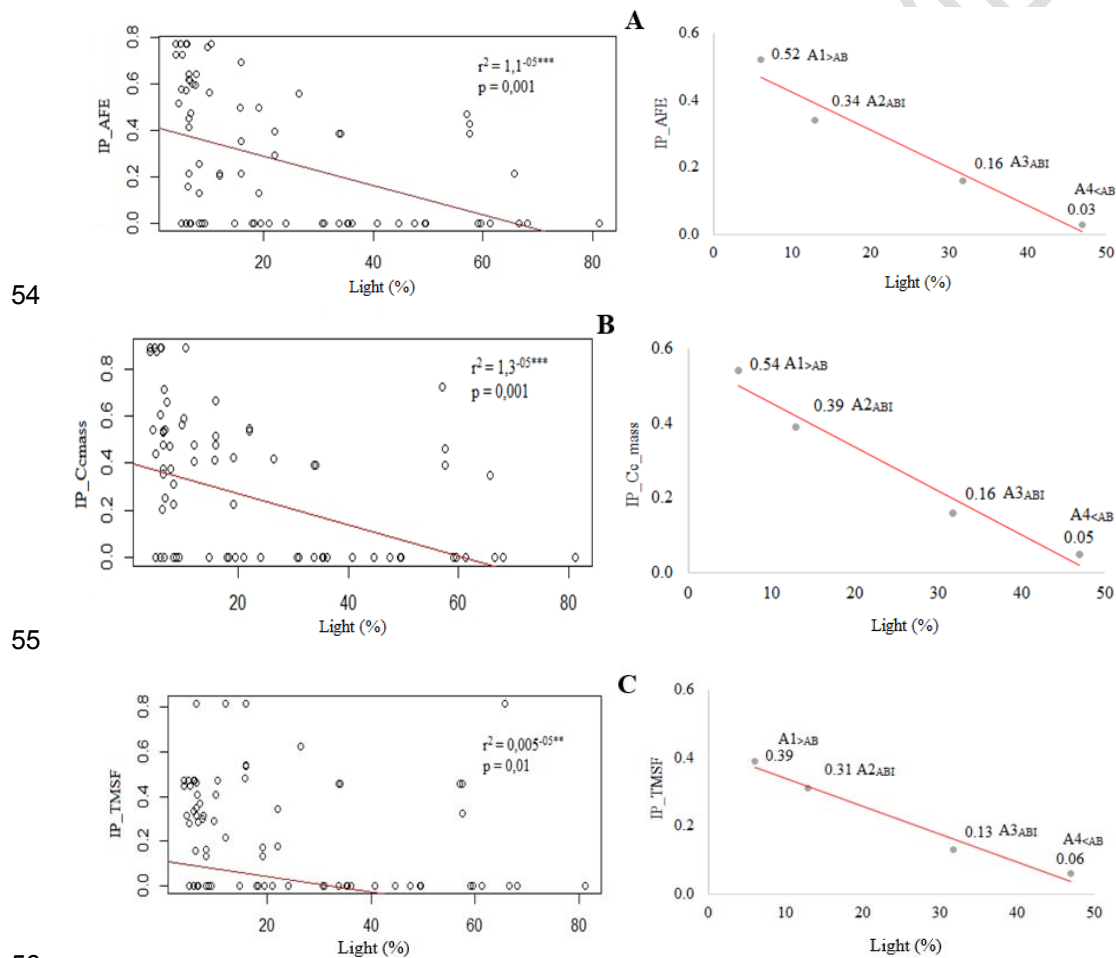 A
IP_AFE
0.0 0.2 0.4 0.6 0.8
r² = 1,1⁻⁰⁵***
p = 0,001
20 40 60 80
Light (%)
IP_AFE
0.6
0.4
0.2
0.0
0.52 A1>AB
0.34 A2ABI
0.16 A3ABI
A4<AB
0.03
0 10 20 30 40 50
Light (%)
54
B
IP_Ccmass
0.0 0.2 0.4 0.6 0.8
r² = 1,3⁻⁰⁵***
p = 0,001
20 40 60 80
Light (%)
IP_Cc_mass
0.6
0.4
0.2
0.0
0.54 A1>AB
0.39 A2ABI
0.16 A3ABI
A4<AB
0.05
0 10 20 30 40 50
Light (%)
55
C
IP_TMSF
0.0 0.2 0.4 0.6 0.8
r² = 0,005⁻⁰⁵**
p = 0,01
20 40 60 80
Light (%)
IP_TMSF
0.6
0.4
0.2
0.0
A1>AB
0.39
0.31 A2ABI
0.13 A3ABI
A4<AB
0.06
0 10 20 30 40 50
Light (%)